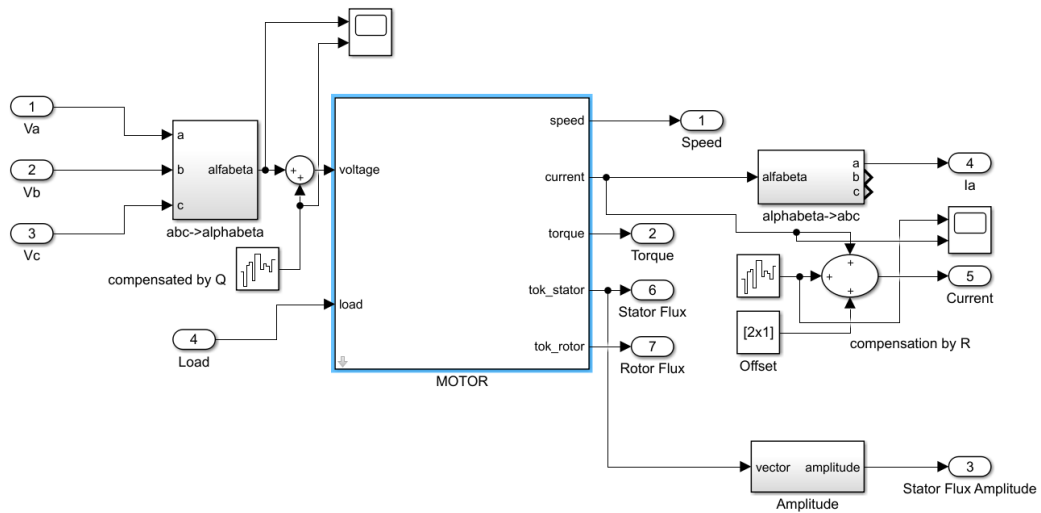 1
Va
2
Vb
3
Vc
a
b
c
alfabeta
abc->alphabeta
+
+
compensated by Q
4
Load
voltage
load
speed
current
torque
tok_stator
tok_rotor
MOTOR
1
Speed
2
Torque
6
Stator Flux
7
Rotor Flux
alfabeta
a
b
c
alphabeta->abc
4
Ia
+
+
+
5
Current
[2x1]
Offset
compensation by R
vector
amplitude
Amplitude
3
Stator Flux Amplitude